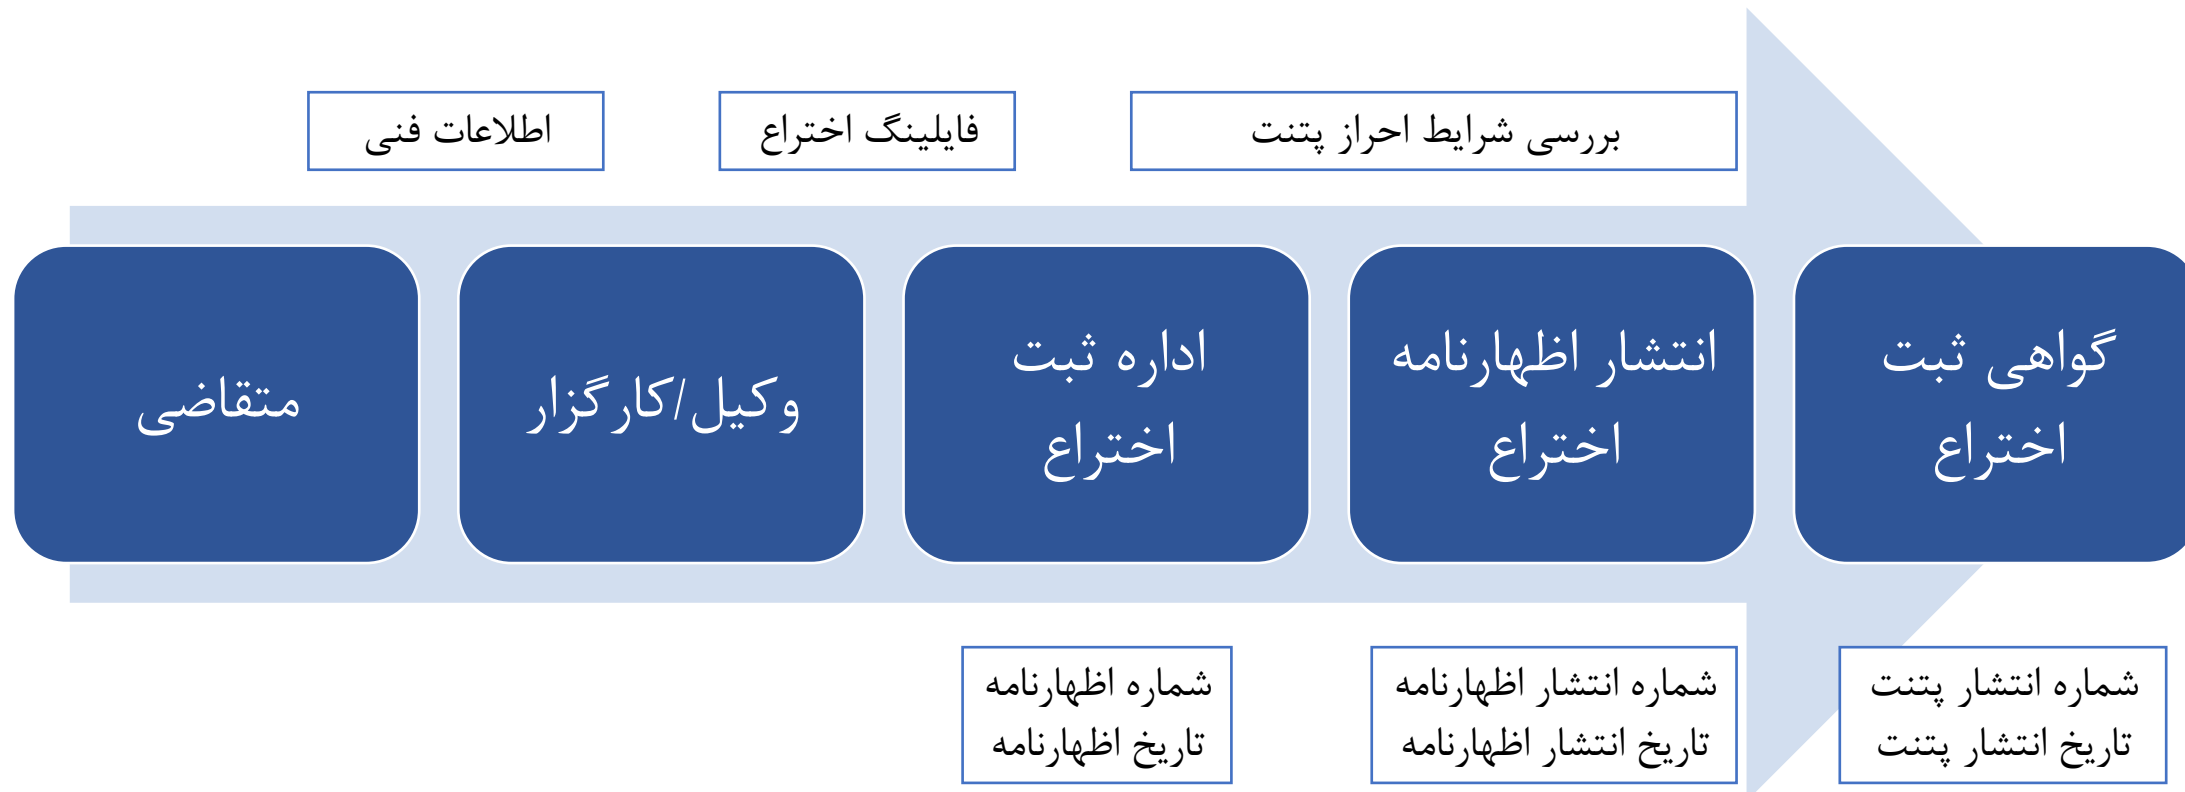 اطلاعات فنی
فایلینگ اختراع
بررسی شرایط احراز پتنت
متقاضی
وکیل/کارگزار
اداره ثبت
اختراع
انتشار اظهارنامه
اختراع
گواهی ثبت
اختراع
شماره اظهارنامه
تاریخ اظهارنامه
شماره انتشار اظهارنامه
تاریخ انتشار اظهارنامه
شماره انتشار پتنت
تاریخ انتشار پتنت